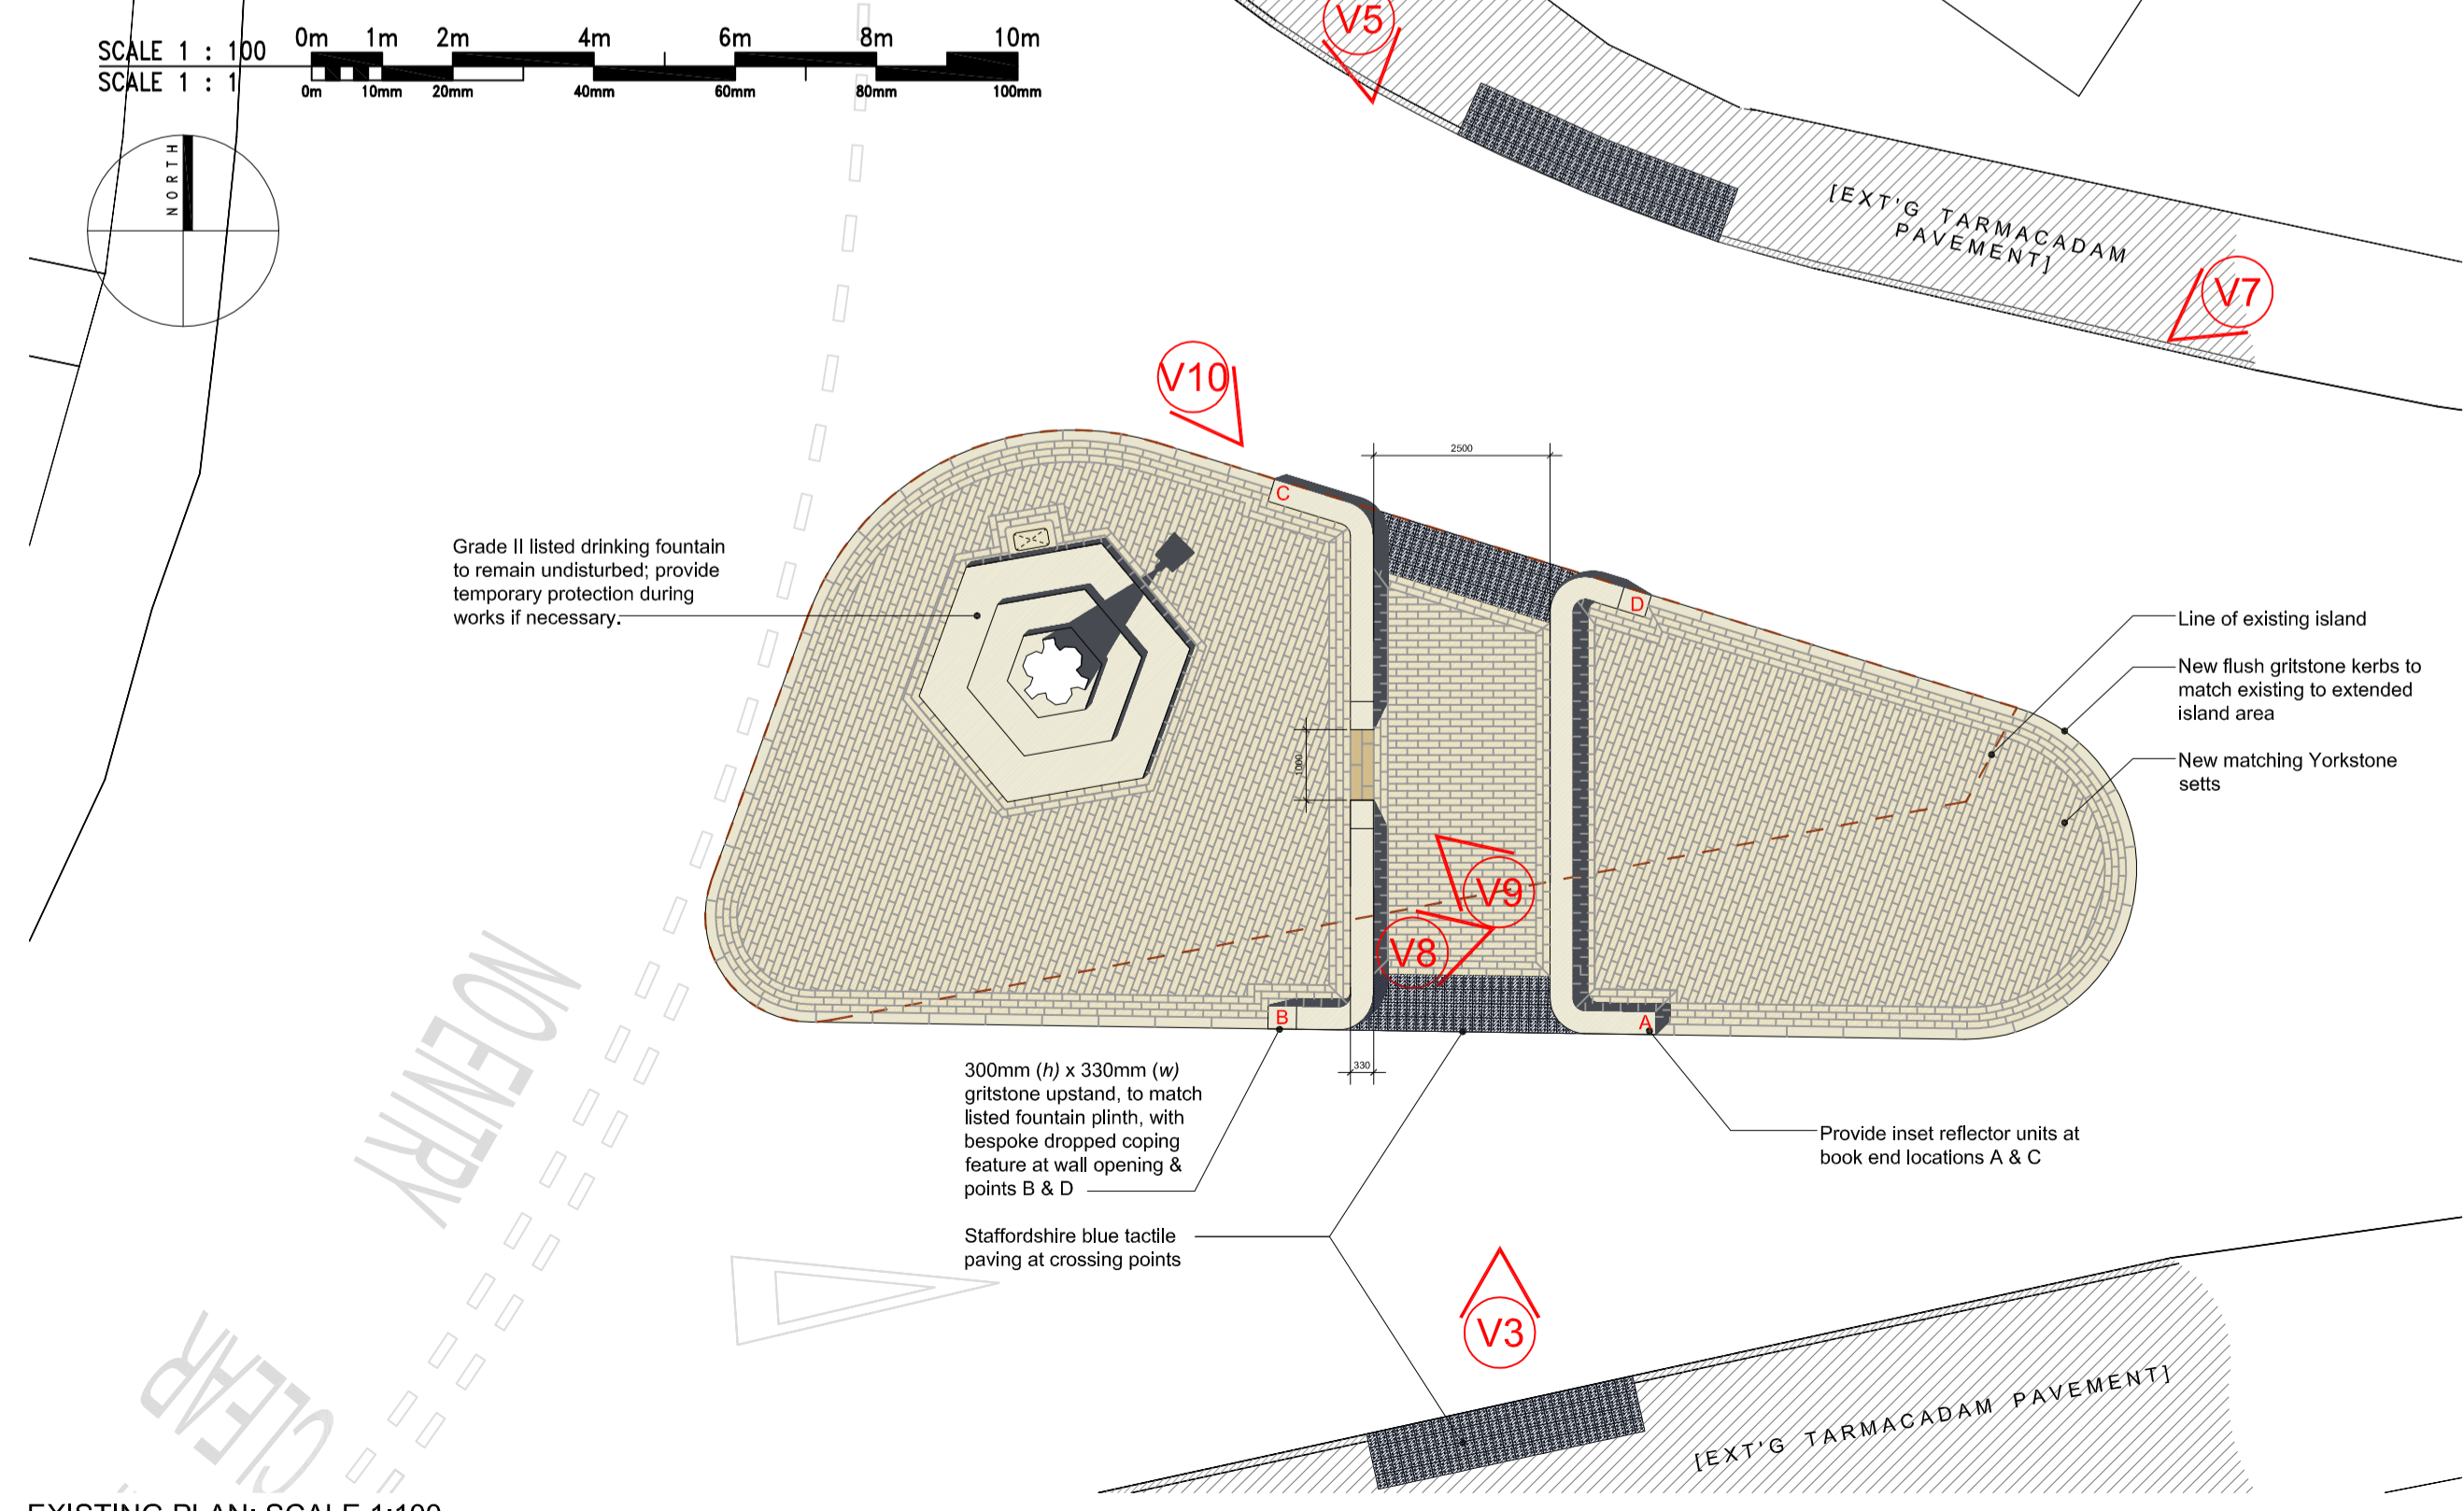 SCALE 1 : 100
0m 1m 2m 4m 6m 8m 10m
SCALE 1 : 1
0m 10mm 20mm 40mm 60mm 80mm 100mm
NORTH
V5
[EXT'G TARMACADAM
PAVEMENT]
V7
V10
2500
C
D
Grade II listed drinking fountain
to remain undisturbed; provide
temporary protection during
works if necessary.
Line of existing island
New flush gritstone kerbs to
match existing to extended
island area
New matching Yorkstone
setts
1000
V9
V8
B
A
330
NO ENTRY
300mm (h) x 330mm (w)
gritstone upstand, to match
listed fountain plinth, with
bespoke dropped coping
feature at wall opening &
points B & D
Provide inset reflector units at
book end locations A & C
Staffordshire blue tactile
paving at crossing points
V3
CLEAR
[EXT'G TARMACADAM PAVEMENT]
EXISTING PLAN: SCALE 1:100